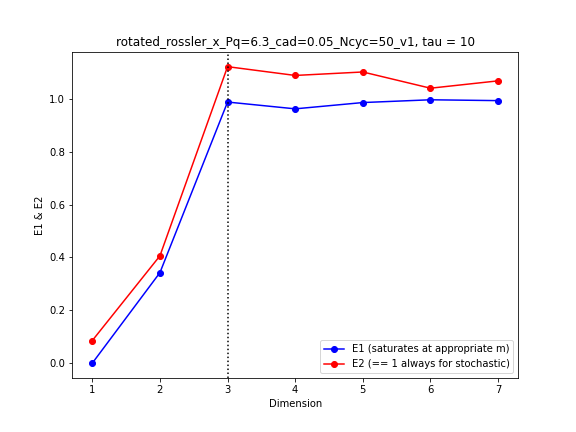 rotated_rossler_x_Pq=6.3_cad=0.05_Ncyc=50_v1, tau = 10
1.0
0.8
0.6
0.4
0.2
0.0
E1 & E2
E1 (saturates at appropriate m)
E2 (== 1 always for stochastic)
1 2 3 4 5 6 7
Dimension